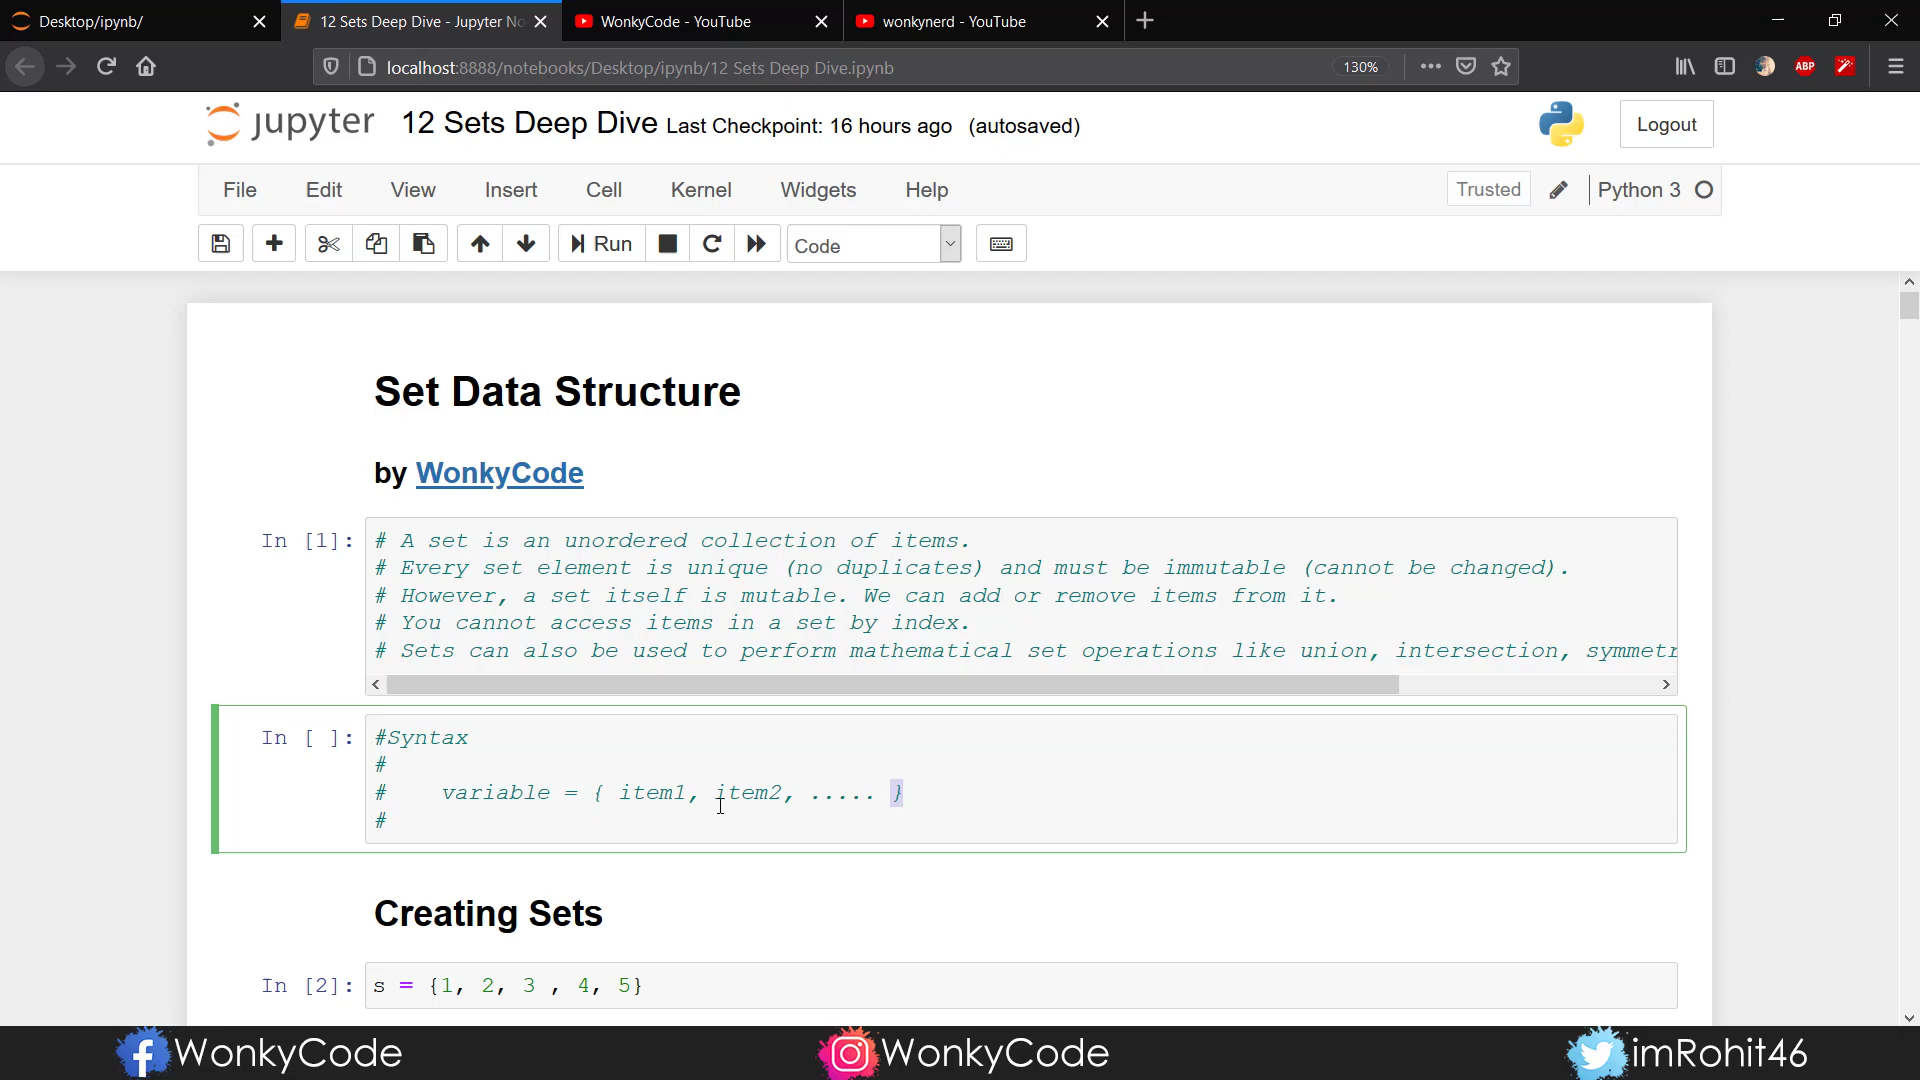 Desktop/ipynb/
12 Sets Deep Dive - Jupyter No
WonkyCode - YouTube
wonkynerd - YouTube
localhost:8888/notebooks/Desktop/ipynb/12 Sets Deep Dive.ipynb
130%
ABP
jupyter
12 Sets Deep Dive Last Checkpoint: 16 hours ago (autosaved)
Logout
File Edit View Insert Cell Kernel Widgets Help
Trusted
Python 3
Run
Code
Set Data Structure
by WonkyCode
In [1]:
# A set is an unordered collection of items.
# Every set element is unique (no duplicates) and must be immutable (cannot be changed).
# However, a set itself is mutable. We can add or remove items from it.
# You cannot access items in a set by index.
# Sets can also be used to perform mathematical set operations like union, intersection, symmetr
In [ ]:
#Syntax
#
#    variable = { item1, item2, ..... }
#
Creating Sets
In [2]:
s = {1, 2, 3 , 4, 5}
WonkyCode
WonkyCode
imRohit46